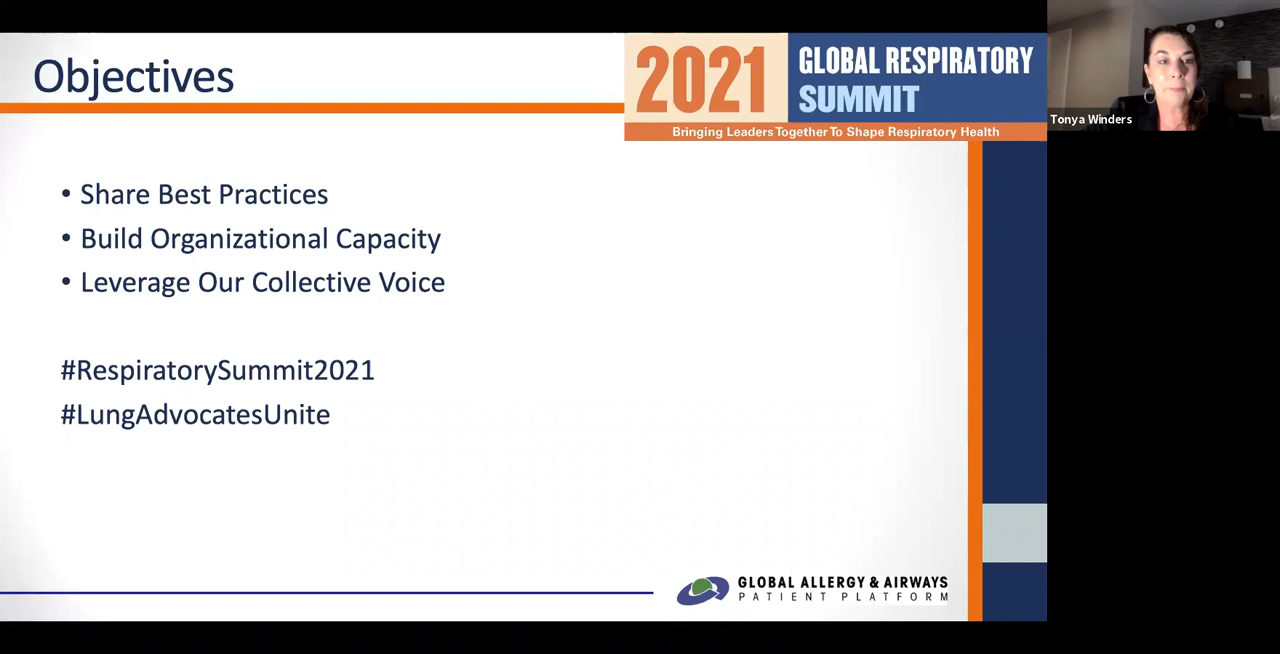 Objectives
2021
GLOBAL RESPIRATORY
SUMMIT
Bringing Leaders Together To Shape Respiratory Health
Tonya Winders
• Share Best Practices
• Build Organizational Capacity
• Leverage Our Collective Voice
#RespiratorySummit2021
#LungAdvocatesUnite
GLOBAL ALLERGY & AIRWAYS
PATIENT PLATFORM